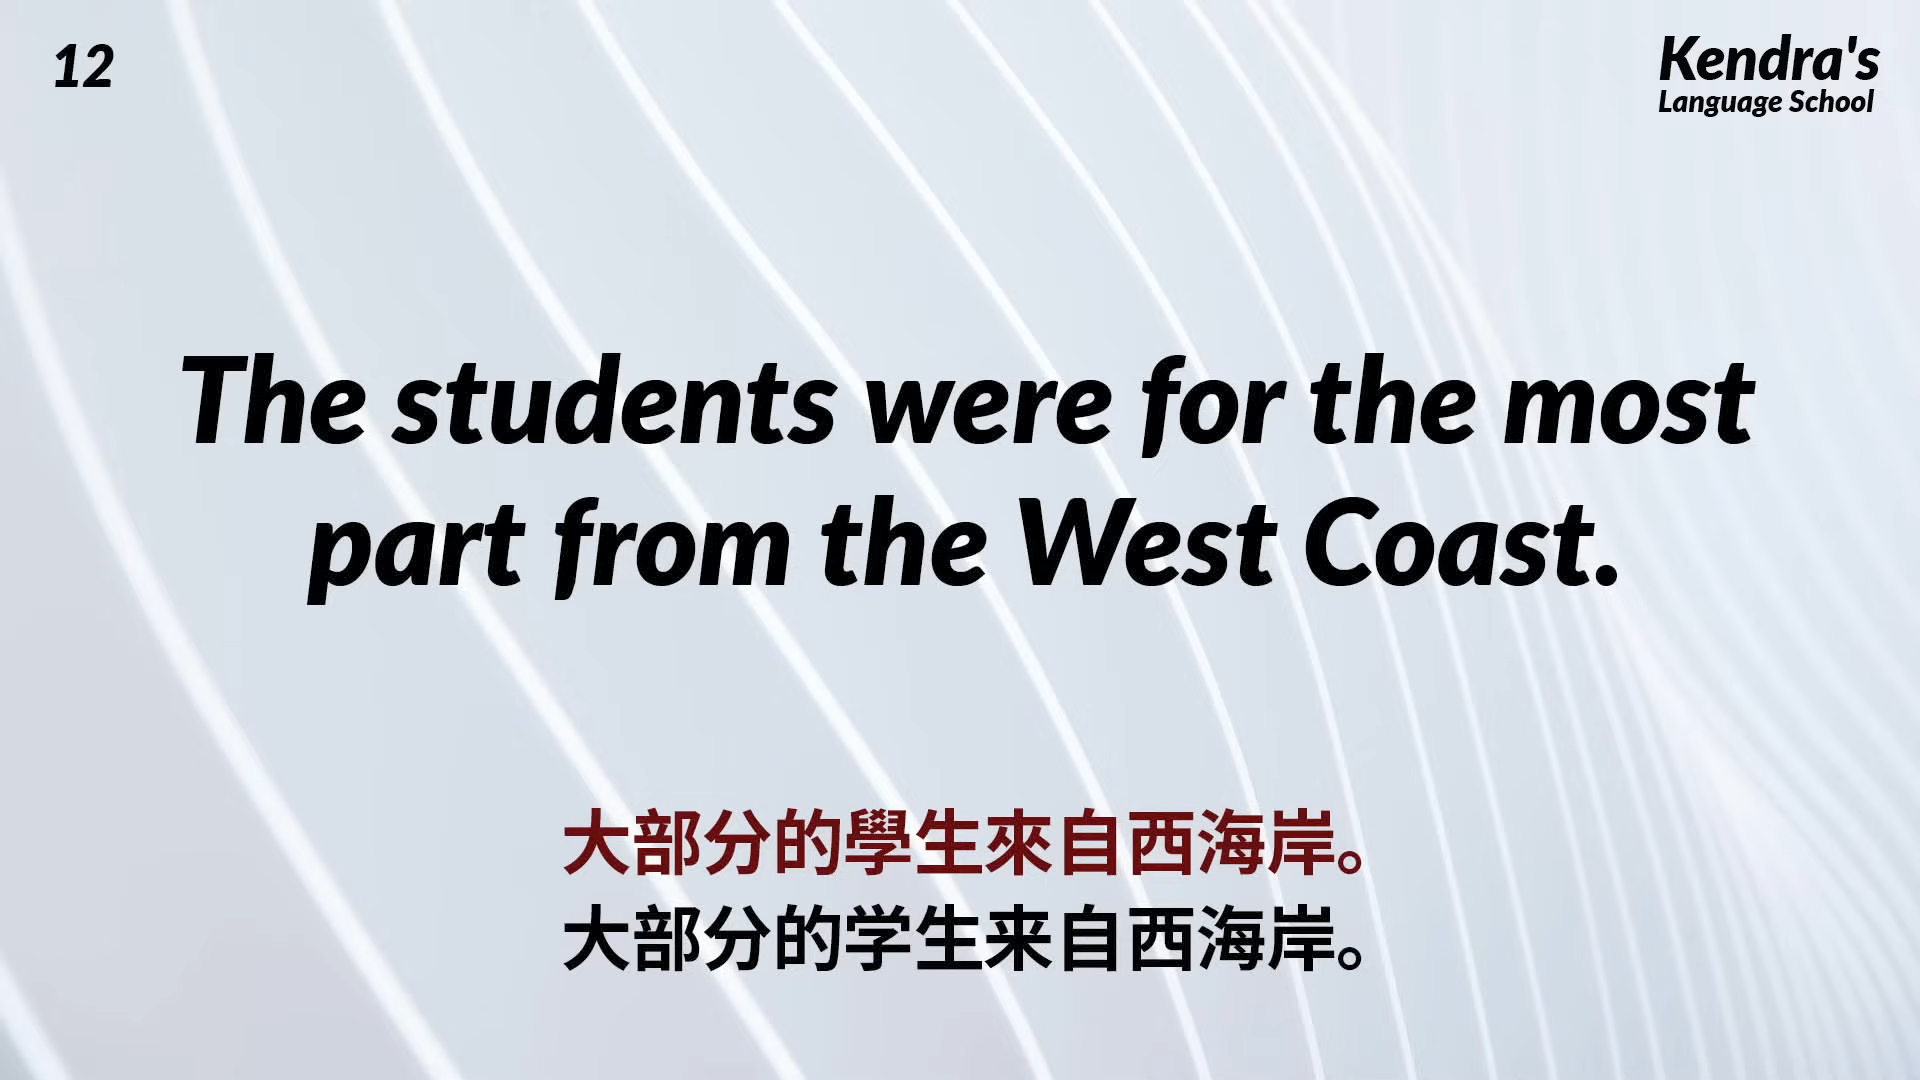 12
Kendra's
Language School
The students were for the most
part from the West Coast.
大部分的學生來自西海岸。
大部分的学生来自西海岸。